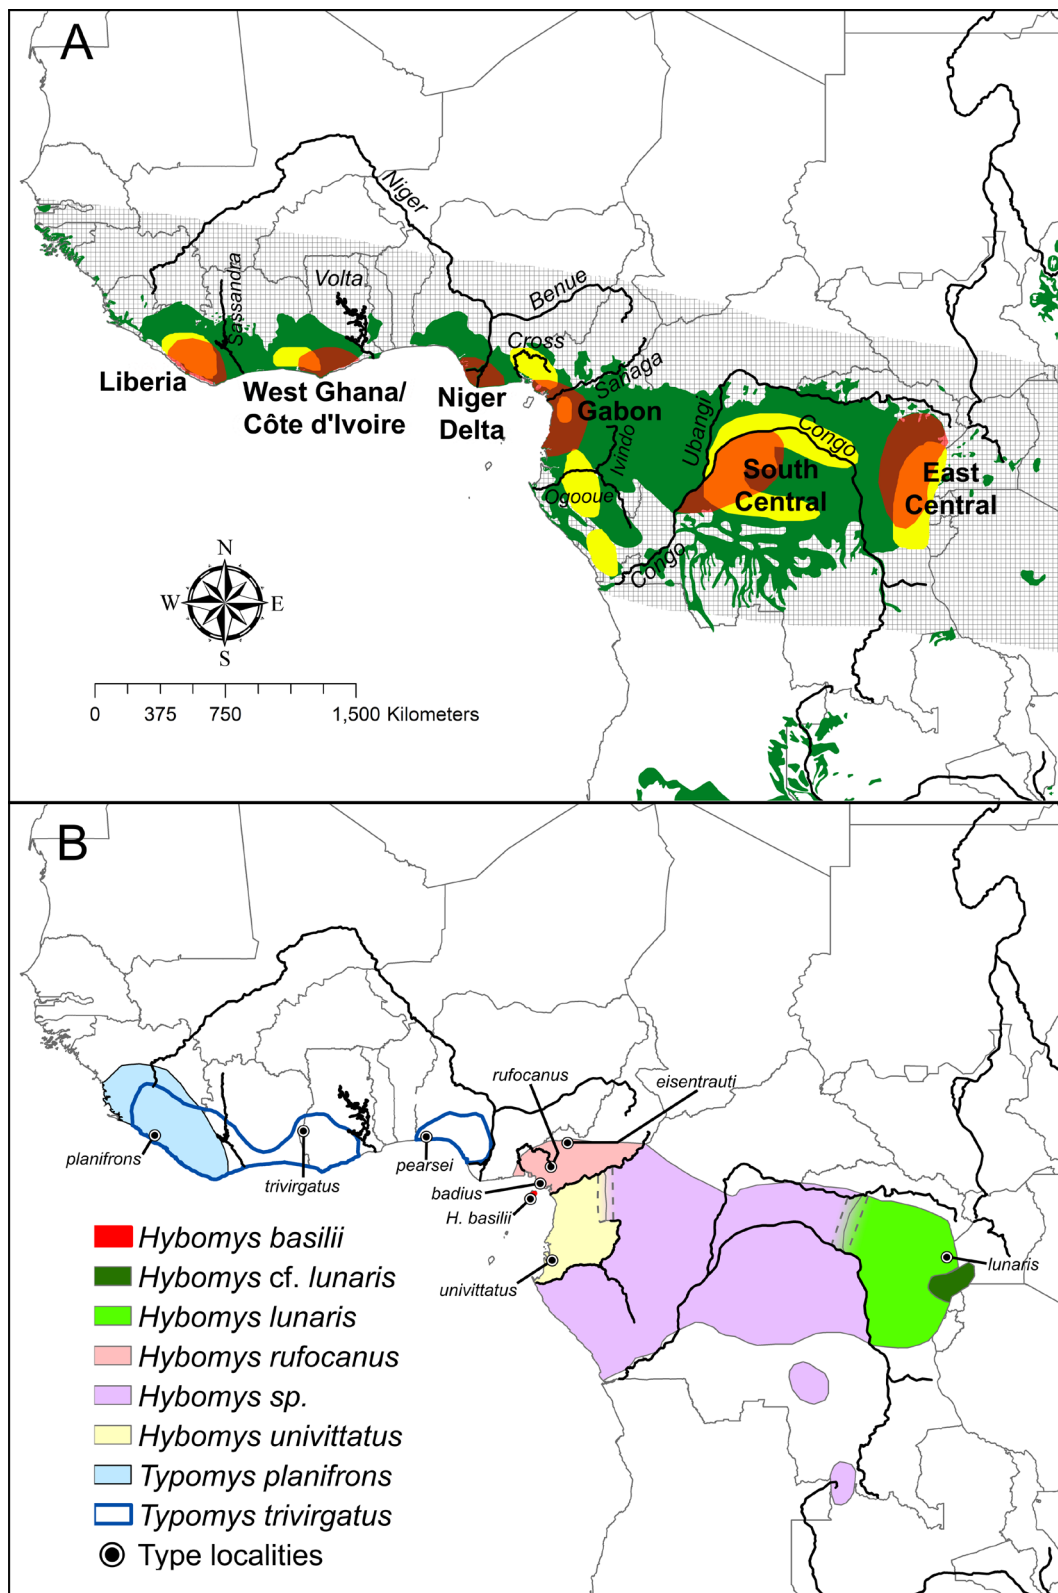 A
Niger
Sassandra
Volta
Benue
Cross
Sanaga
Liberia
West Ghana/
Côte d'Ivoire
Niger
Delta
Gabon
Ivindo
Ogooue
Ubangi
Congo
South
Central
East
Central
Congo
N
W
E
S
0 375 750 1,500 Kilometers
B
rufocanus
eisentrauti
planifrons
trivirgatus
pearsei
badius
H. basilii
univittatus
lunaris
Hybomys basilii
Hybomys cf. lunaris
Hybomys lunaris
Hybomys rufocanus
Hybomys sp.
Hybomys univittatus
Typomys planifrons
Typomys trivirgatus
Type localities